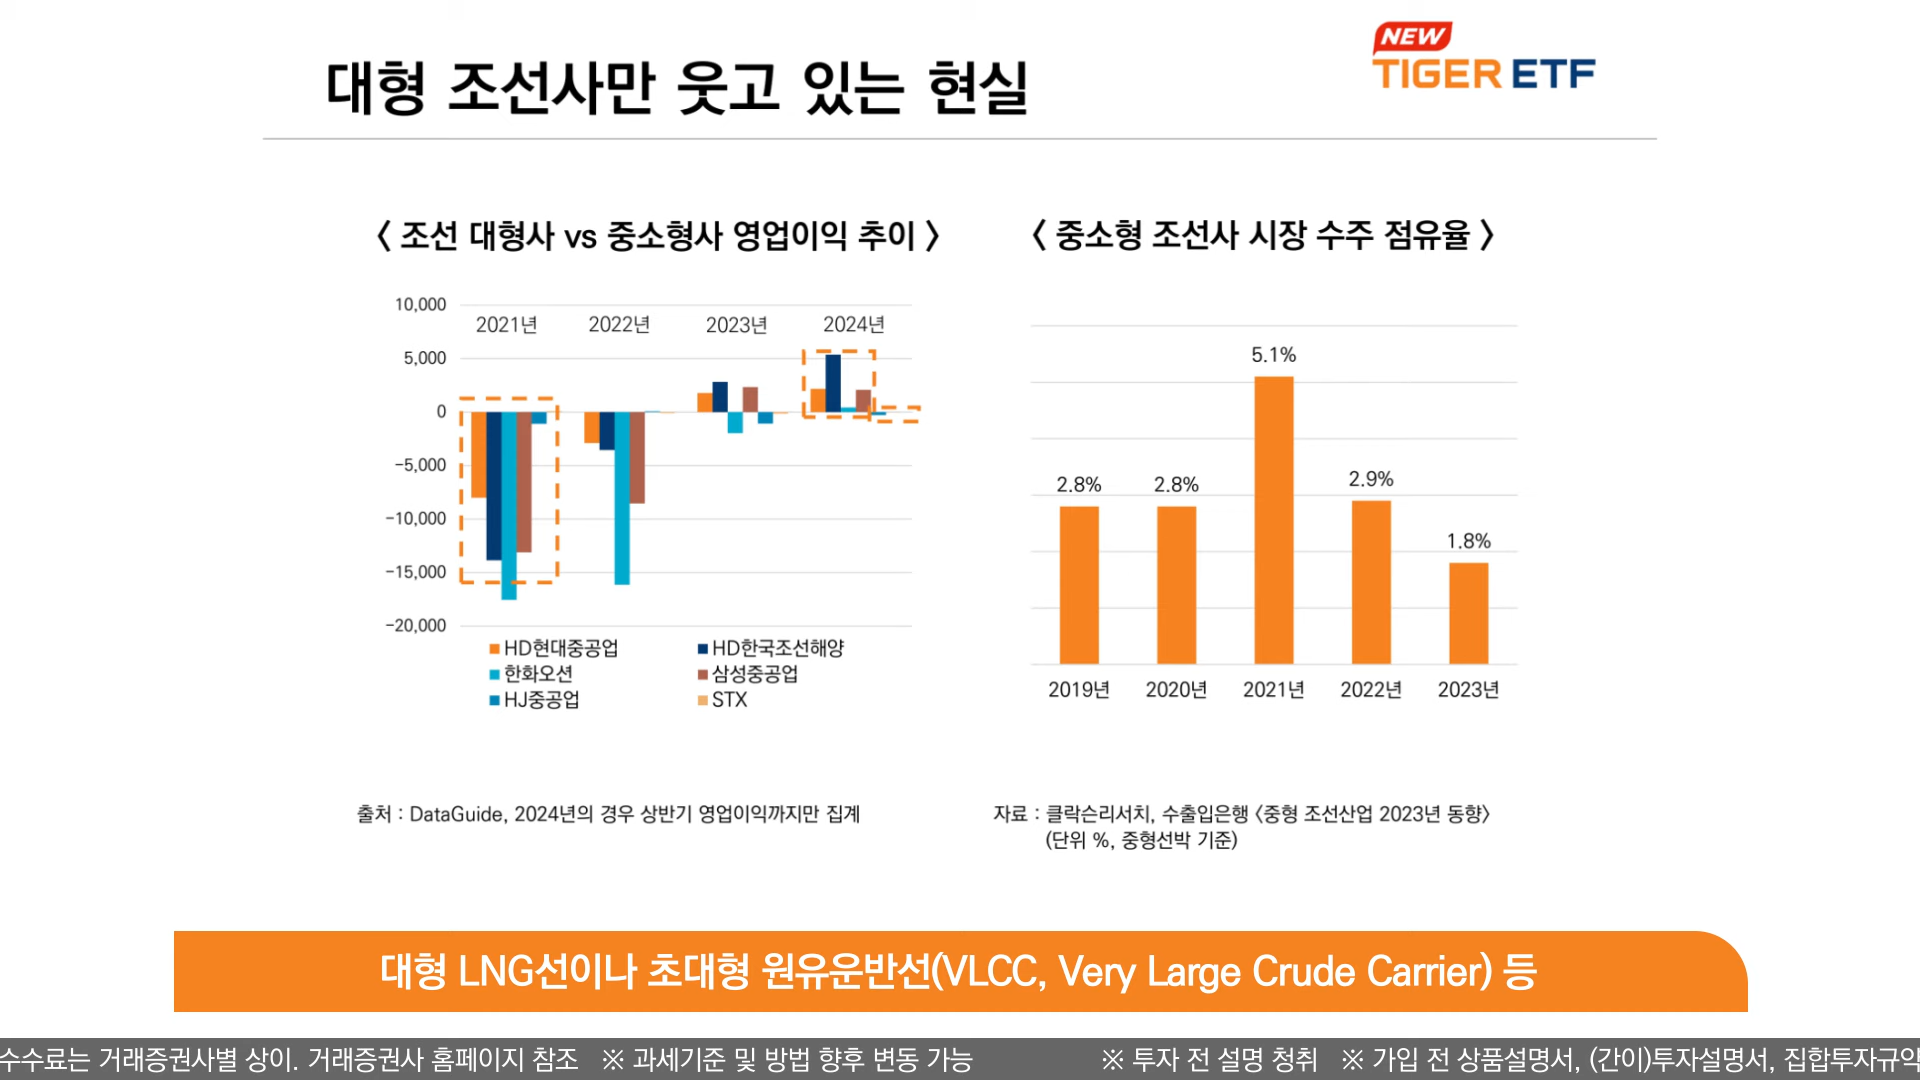 대형 조선사만 웃고 있는 현실
NEW
TIGER ETF
< 조선 대형사 vs 중소형사 영업이익 추이 >
10,000
5,000
0
-5,000
-10,000
-15,000
-20,000
2021년 2022년 2023년 2024년
HD현대중공업 HD한국조선해양
한화오션 삼성중공업
HJ중공업 STX
출처 : DataGuide, 2024년의 경우 상반기 영업이익까지만 집계
< 중소형 조선사 시장 수주 점유율 >
2.8% 2.8% 5.1% 2.9% 1.8%
2019년 2020년 2021년 2022년 2023년
자료 : 클락슨리서치, 수출입은행 <중형 조선산업 2023년 동향>
(단위 %, 중형선박 기준)
대형 LNG선이나 초대형 원유운반선(VLCC, Very Large Crude Carrier) 등
수수료는 거래증권사별 상이. 거래증권사 홈페이지 참조 ※ 과세기준 및 방법 향후 변동 가능 ※ 투자 전 설명 청취 ※ 가입 전 상품설명서, (간이)투자설명서, 집합투자규약